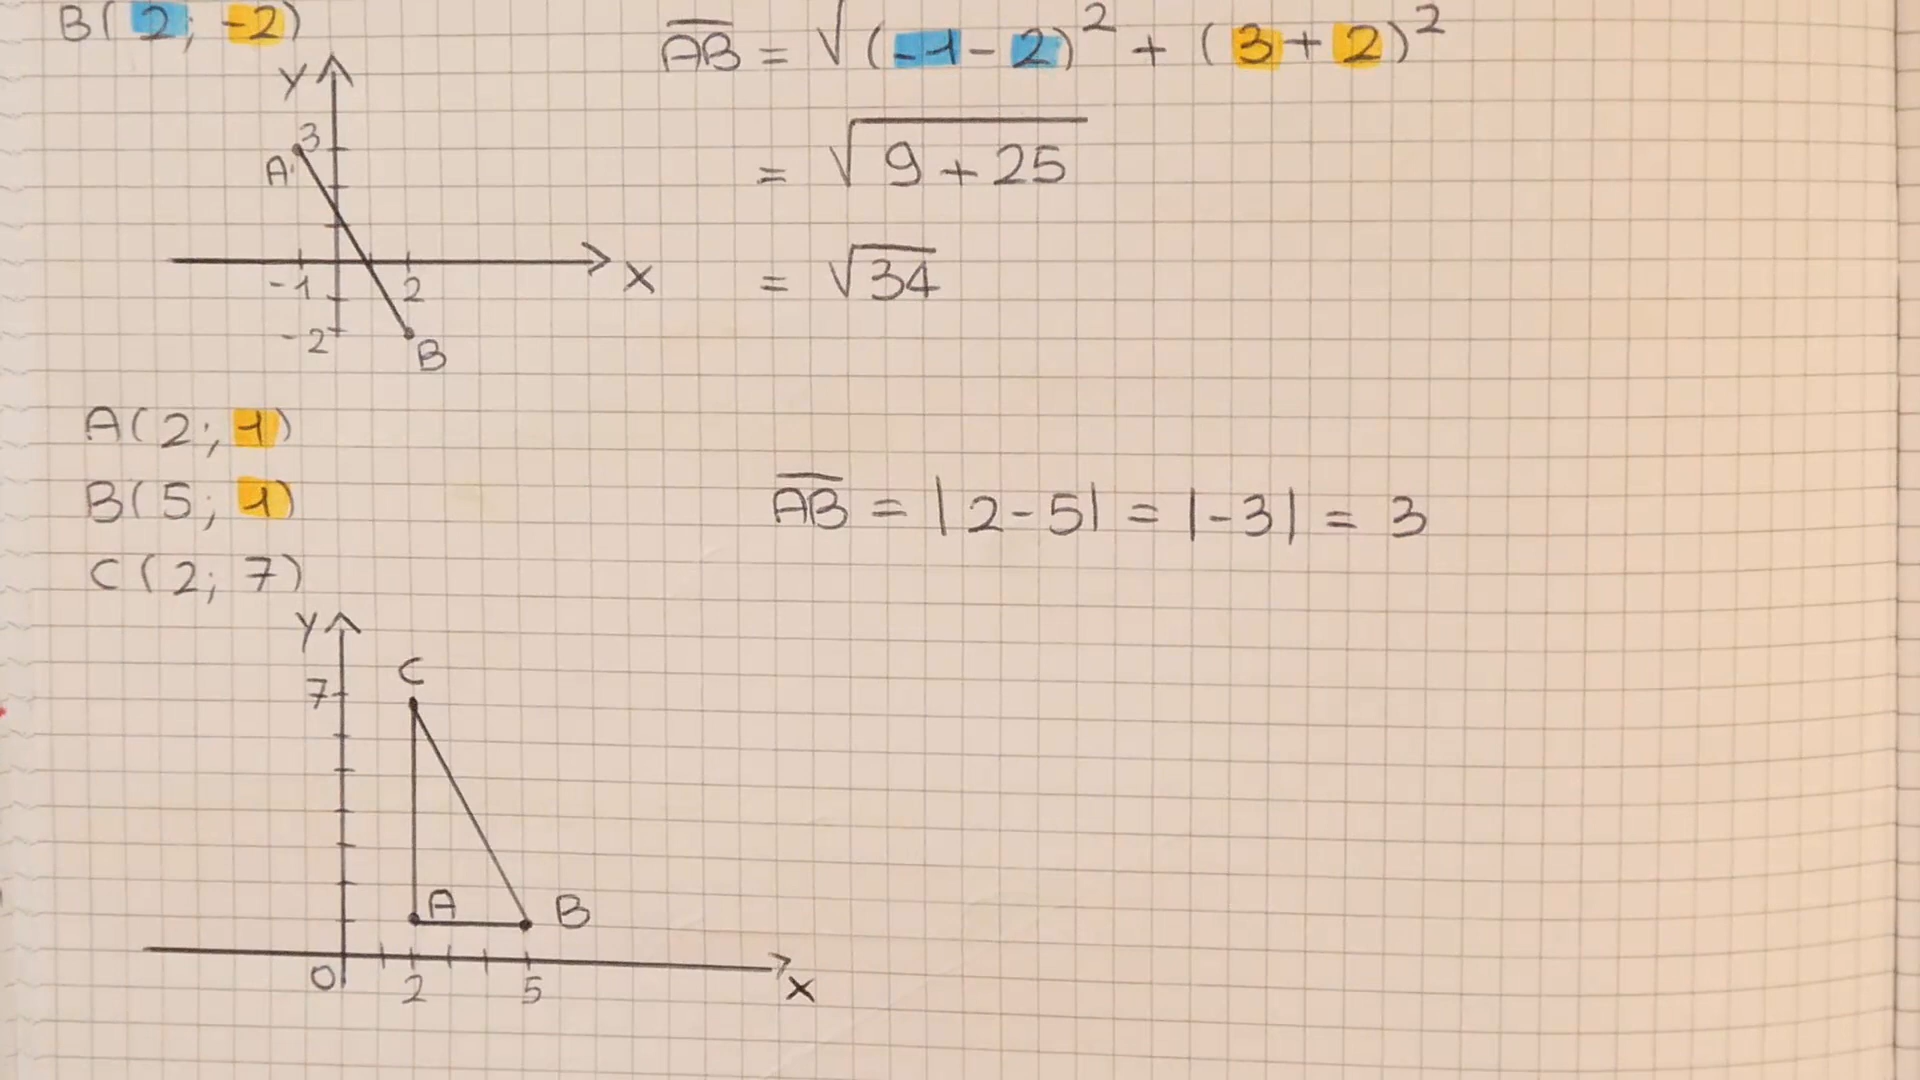 B(2; -2)
AB = √(-1-2)² + (3+2)²
= √9+25
= √34
Y
3
A
-1
2
X
-2
B
A(2; 1)
B(5; 1)
C(2; 7)
AB = |2-5| = |-3| = 3
Y
C
7
A
B
0
2
5
X